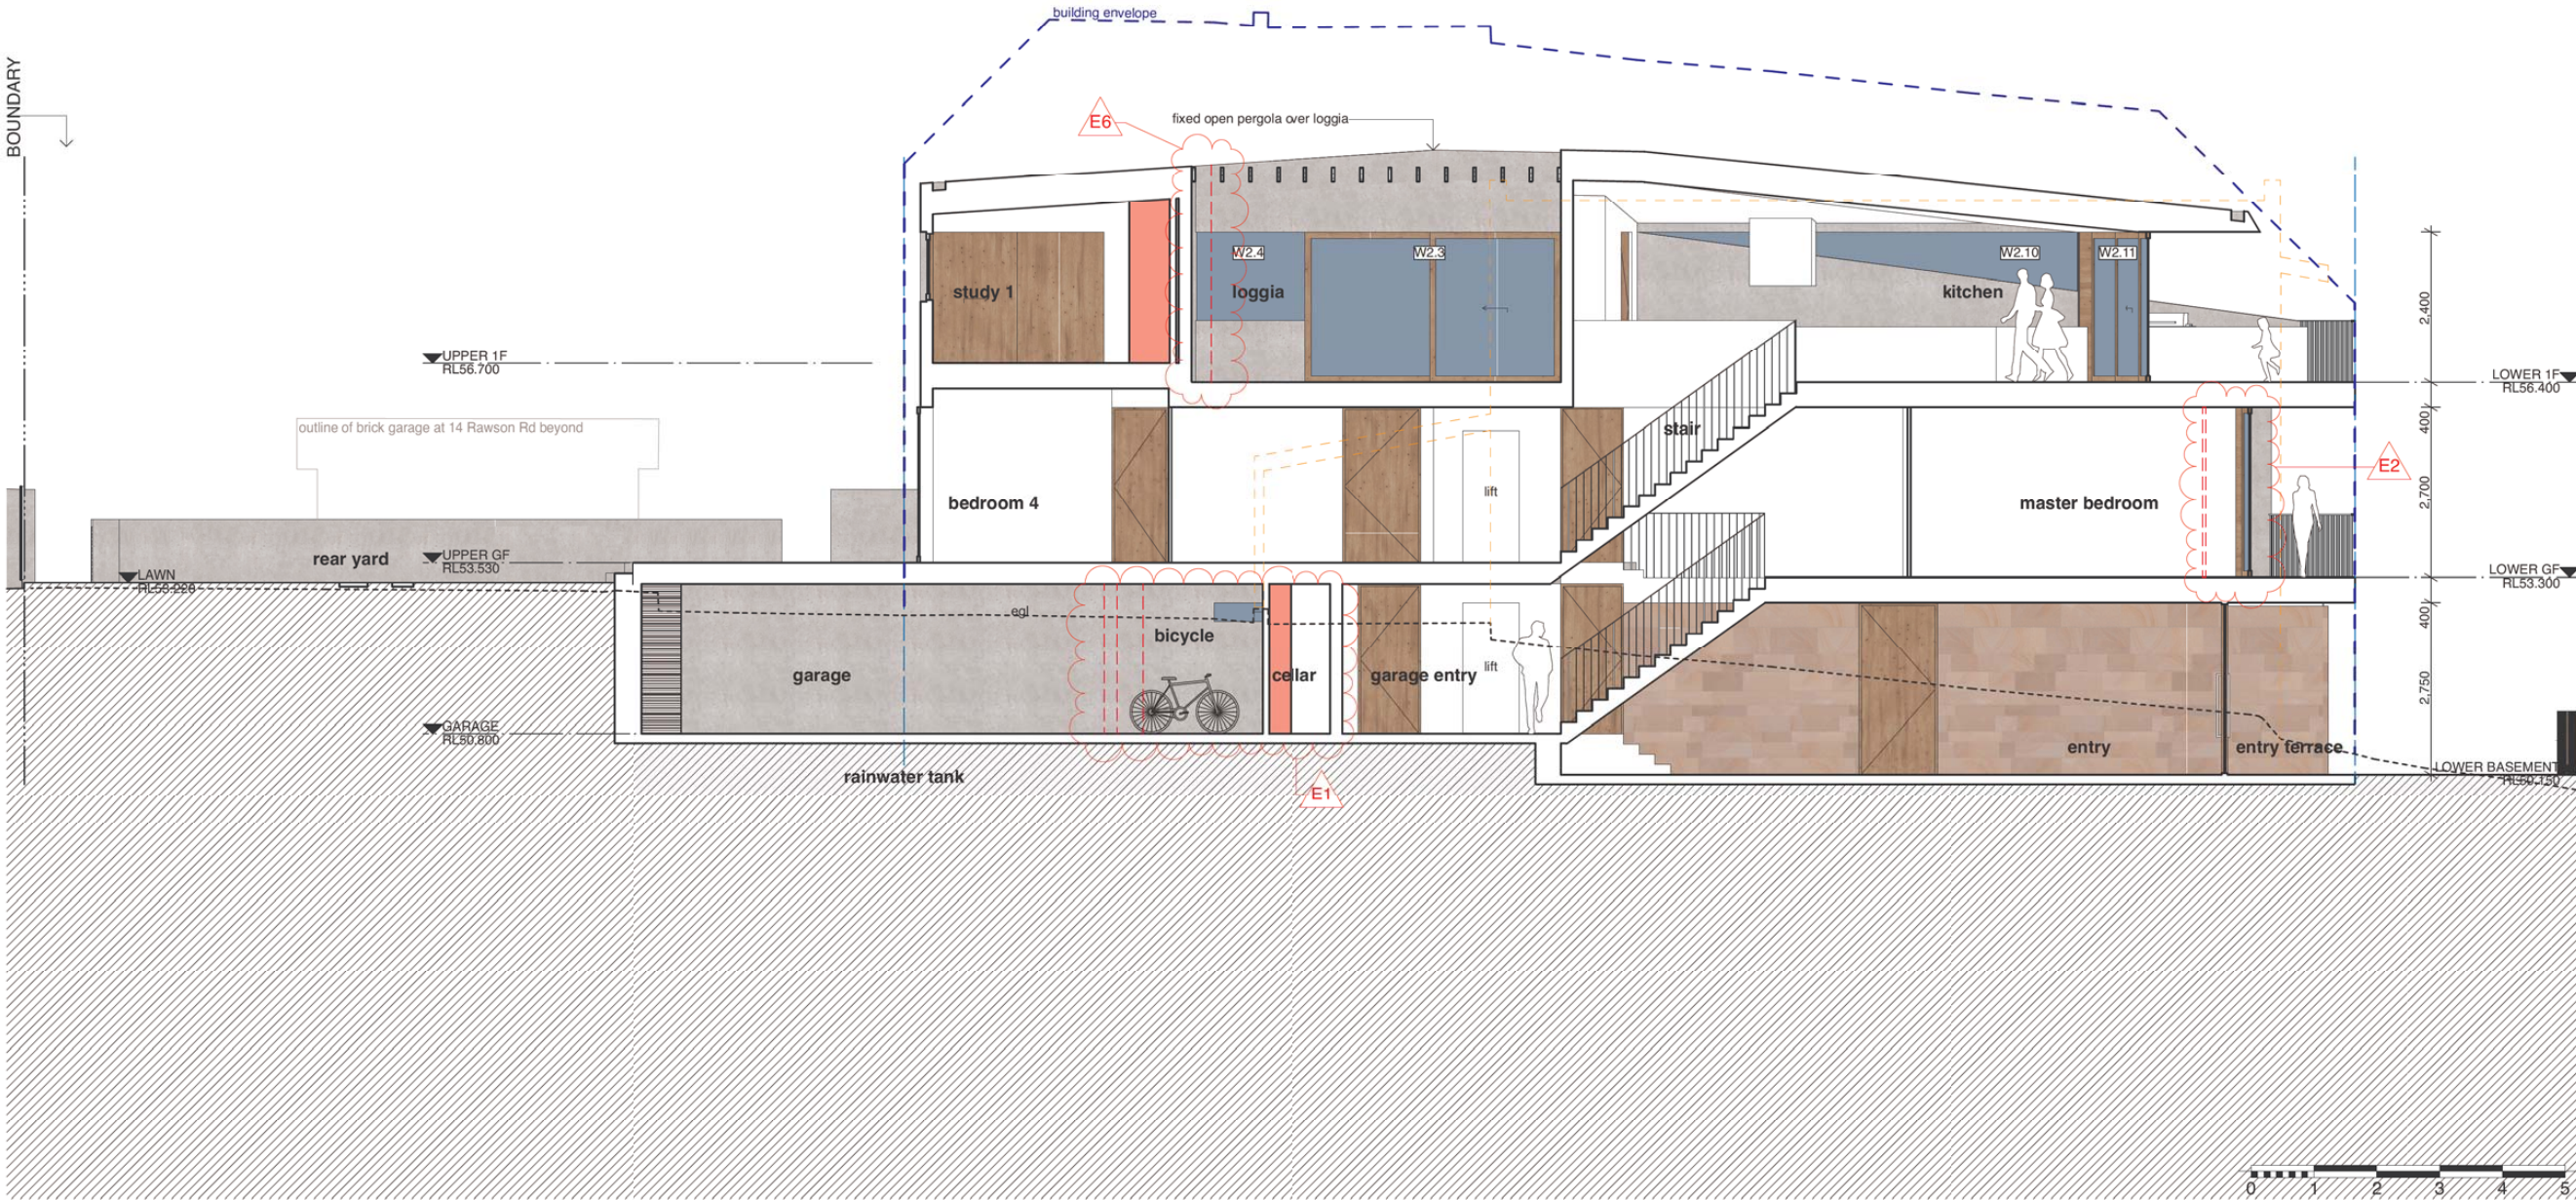 building envelope
BOUNDARY
E6
fixed open pergola over loggia
W2.4
W2.3
W2.10
W2.11
study 1
loggia
kitchen
2,400
UPPER 1F
RL56.700
LOWER 1F
RL56.400
outline of brick garage at 14 Rawson Rd beyond
stair
400
E2
bedroom 4
lift
master bedroom
2,700
rear yard
UPPER GF
RL53.530
LAWN
RL53.220
LOWER GF
RL53.300
egl
400
bicycle
garage
cellar
garage entry
lift
2,750
GARAGE
RL50.800
entry
entry terrace
rainwater tank
LOWER BASEMENT
RL50.150
E1
0 1 2 3 4 5